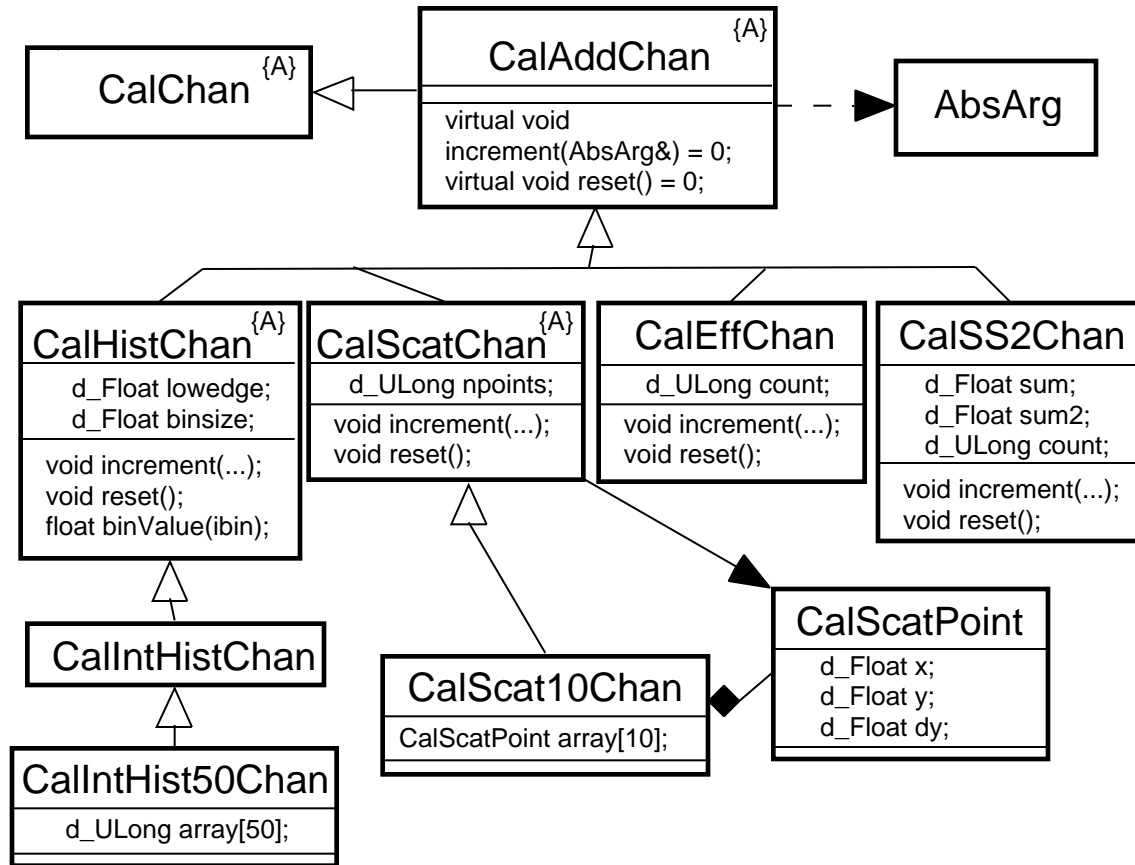 {A}
CalChan
{A}
CalAddChan
virtual void
increment(AbsArg&) = 0;
virtual void reset() = 0;
AbsArg
{A}
CalHistChan
d_Float lowedge;
d_Float binsize;
void increment(...);
void reset();
float binValue(ibin);
{A}
CalScatChan
d_ULong npoints;
void increment(...);
void reset();
CalEffChan
d_ULong count;
void increment(...);
void reset();
CalSS2Chan
d_Float sum;
d_Float sum2;
d_ULong count;
void increment(...);
void reset();
CalIntHistChan
CalScat10Chan
CalScatPoint array[10];
CalScatPoint
d_Float x;
d_Float y;
d_Float dy;
CalIntHist50Chan
d_ULong array[50];